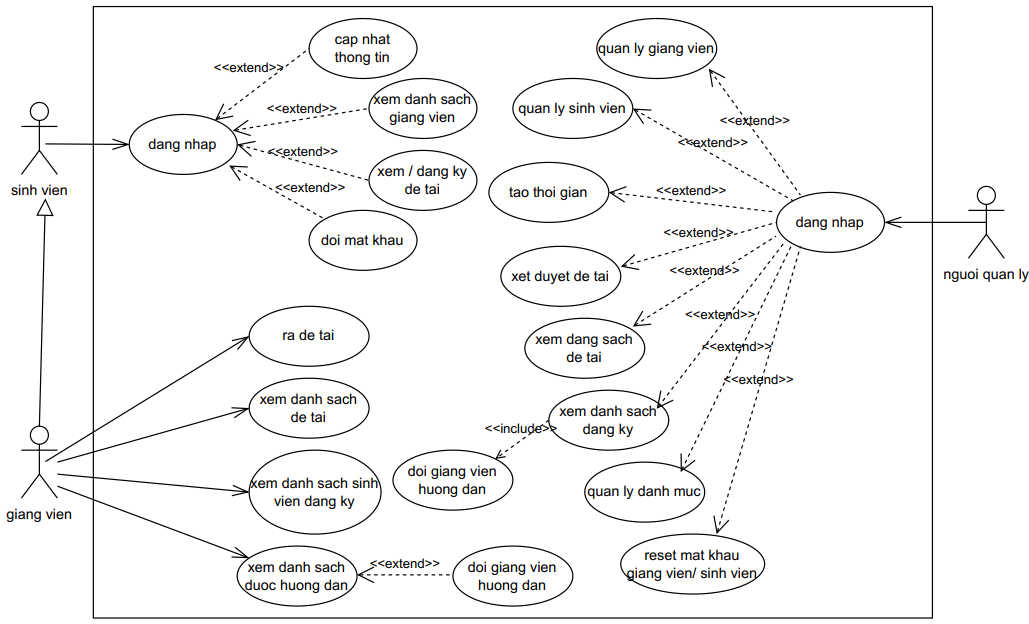 cap nhat
thong tin
<<extend>>
xem danh sach
giang vien
<<extend>>
dang nhap
<<extend>>
xem / dang ky
de tai
<<extend>>
doi mat khau
sinh vien
quan ly giang vien
<<extend>>
quan ly sinh vien
<<extend>>
tao thoi gian
<<extend>>
dang nhap
<<extend>>
xet duyet de tai
<<extend>>
nguoi quan ly
xem dang sach
de tai
<<extend>>
<<extend>>
<<extend>>
ra de tai
xem danh sach
de tai
xem danh sach
dang ky
<<include>>
doi giang vien
huong dan
xem danh sach sinh
vien dang ky
quan ly danh muc
giang vien
xem danh sach
duoc huong dan
<<extend>>
doi giang vien
huong dan
reset mat khau
giang vien/ sinh vien